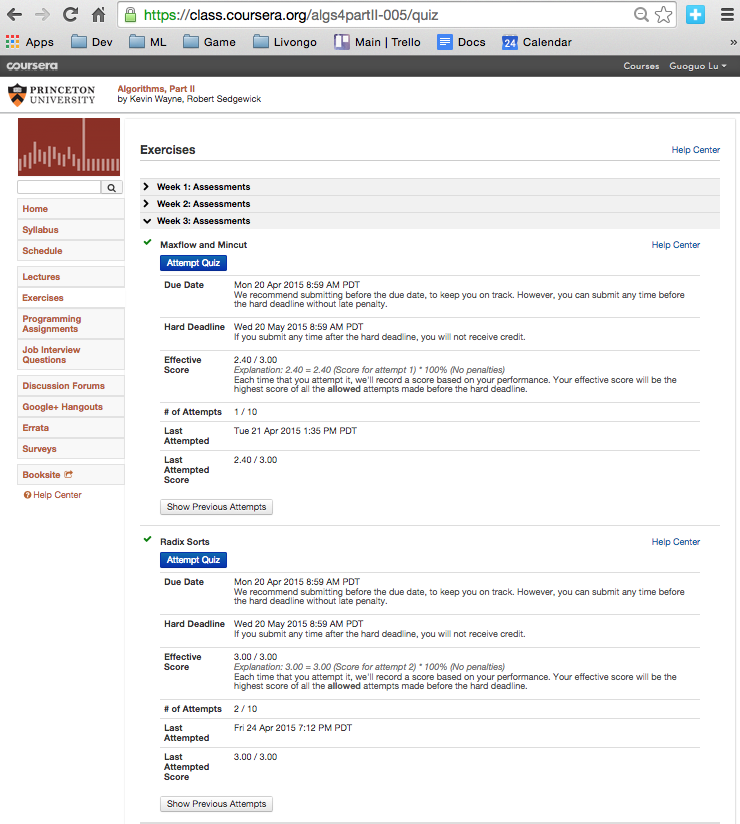 https://class.coursera.org/algs4partII-005/quiz
Apps Dev ML Game Livongo Main | Trello Docs 24 Calendar »
coursera Courses Guoguo Lu
PRINCETON
UNIVERSITY
Algorithms, Part II
by Kevin Wayne, Robert Sedgewick
Home
Syllabus
Schedule
Lectures
Exercises
Programming
Assignments
Job Interview
Questions
Discussion Forums
Google+ Hangouts
Errata
Surveys
Booksite
Help Center
Exercises Help Center
Week 1: Assessments
Week 2: Assessments
Week 3: Assessments
Maxflow and Mincut Help Center
Attempt Quiz
Due Date Mon 20 Apr 2015 8:59 AM PDT
We recommend submitting before the due date, to keep you on track. However, you can submit any time before
the hard deadline without late penalty.
Hard Deadline Wed 20 May 2015 8:59 AM PDT
If you submit any time after the hard deadline, you will not receive credit.
Effective
Score
2.40 / 3.00
Explanation: 2.40 = 2.40 (Score for attempt 1) * 100% (No penalties)
Each time that you attempt it, we'll record a score based on your performance. Your effective score will be the
highest score of all the allowed attempts made before the hard deadline.
# of Attempts 1 / 10
Last
Attempted
Tue 21 Apr 2015 1:35 PM PDT
Last
Attempted
Score
2.40 / 3.00
Show Previous Attempts
Radix Sorts Help Center
Attempt Quiz
Due Date Mon 20 Apr 2015 8:59 AM PDT
We recommend submitting before the due date, to keep you on track. However, you can submit any time before
the hard deadline without late penalty.
Hard Deadline Wed 20 May 2015 8:59 AM PDT
If you submit any time after the hard deadline, you will not receive credit.
Effective
Score
3.00 / 3.00
Explanation: 3.00 = 3.00 (Score for attempt 2) * 100% (No penalties)
Each time that you attempt it, we'll record a score based on your performance. Your effective score will be the
highest score of all the allowed attempts made before the hard deadline.
# of Attempts 2 / 10
Last
Attempted
Fri 24 Apr 2015 7:12 PM PDT
Last
Attempted
Score
3.00 / 3.00
Show Previous Attempts